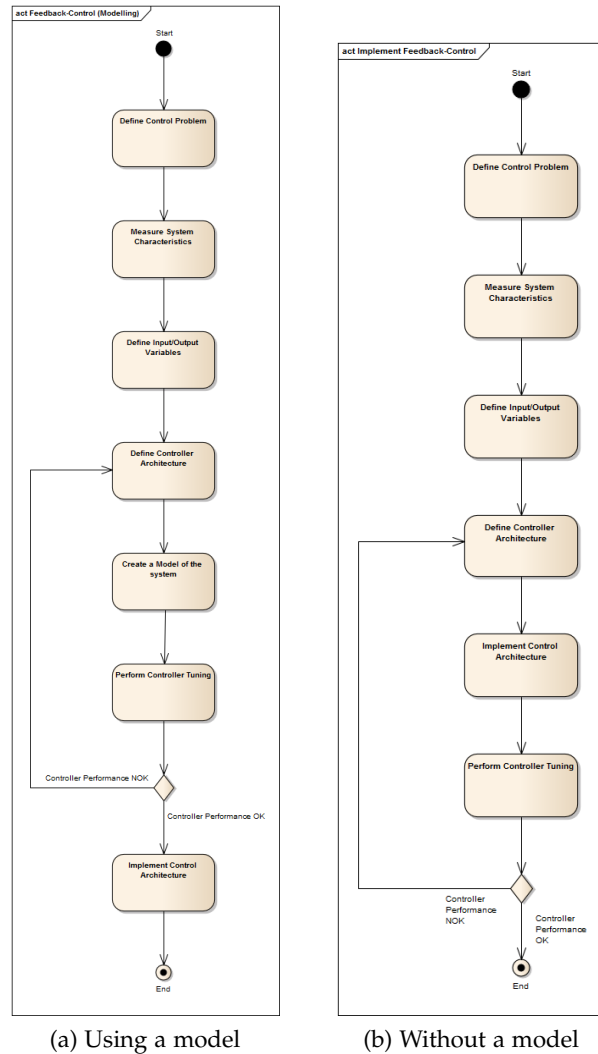 act Feedback-Control (Modelling)
Start
Define Control Problem
Measure System
Characteristics
Define Input/Output
Variables
Define Controller
Architecture
Create a Model of the
system
Perform Controller Tuning
Controller Performance NOK
Controller Performance OK
Implement Control
Architecture
End
(a) Using a model
act Implement Feedback-Control
Start
Define Control Problem
Measure System
Characteristics
Define Input/Output
Variables
Define Controller
Architecture
Implement Control
Architecture
Perform Controller Tuning
Controller
Performance
NOK
Controller
Performance
OK
End
(b) Without a model